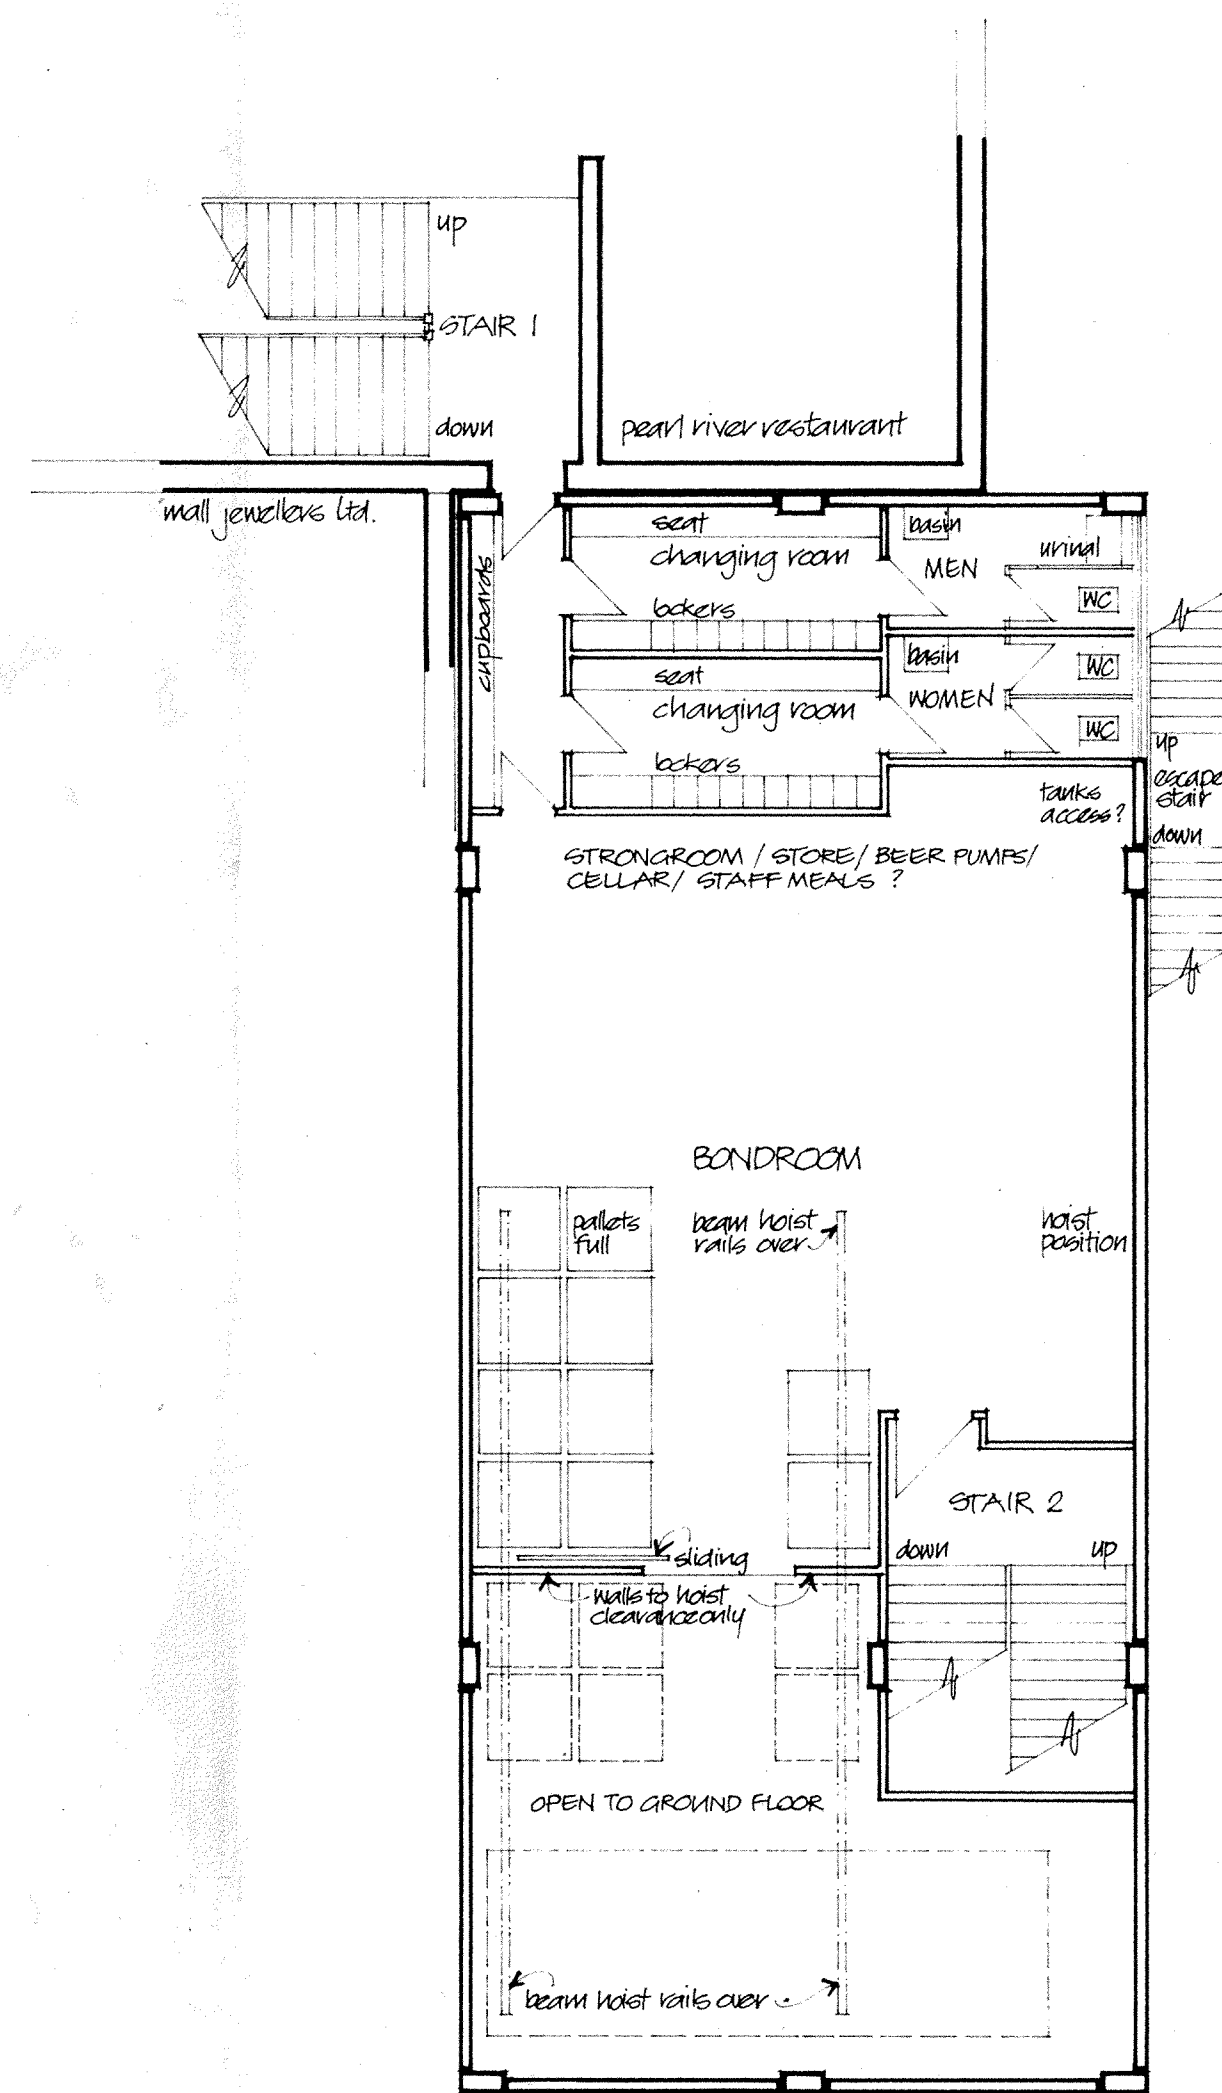 up
STAIR 1
down
pearl river restaurant
mall jewellers ltd.
cupboards
seat
changing room
lockers
basin
MEN
urinal
WC
seat
changing room
lockers
basin
WOMEN
WC
WC
up
escape
stair
down
tanks
access?
STRONGROOM / STORE / BEER PUMPS /
CELLAR / STAFF MEALS ?
BONDROOM
pallets
full
beam hoist
rails over
hoist
position
STAIR 2
down
up
sliding
walls to hoist
clearance only
OPEN TO GROUND FLOOR
beam hoist rails over